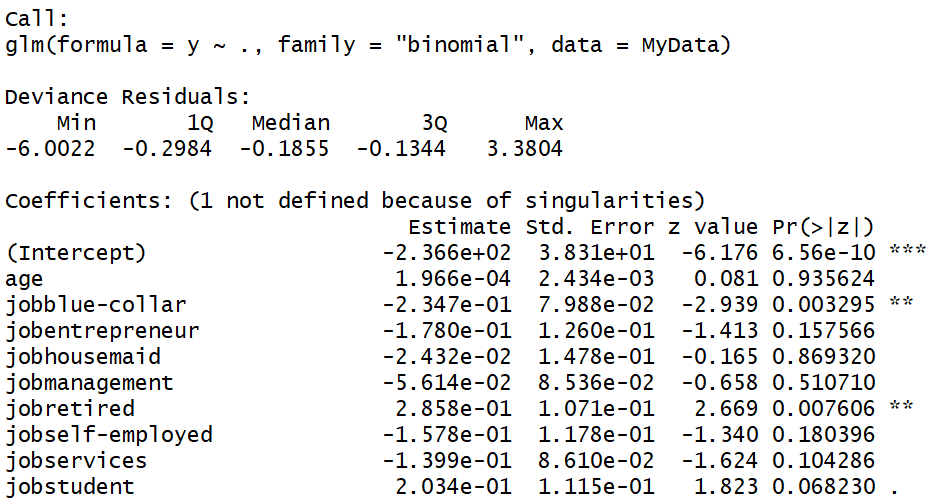 Call:
glm(formula = y ~ ., family = "binomial", data = MyData)
Deviance Residuals:
Min 1Q Median 3Q Max
-6.0022 -0.2984 -0.1855 -0.1344 3.3804
Coefficients: (1 not defined because of singularities)
Estimate Std. Error z value Pr(>|z|)
(Intercept) -2.366e+02 3.831e+01 -6.176 6.56e-10 ***
age 1.966e-04 2.434e-03 0.081 0.935624
jobblue-collar -2.347e-01 7.988e-02 -2.939 0.003295 **
jobentrepreneur -1.780e-01 1.260e-01 -1.413 0.157566
jobhousemaid -2.432e-02 1.478e-01 -0.165 0.869320
jobmanagement -5.614e-02 8.536e-02 -0.658 0.510710
jobretired 2.858e-01 1.071e-01 2.669 0.007606 **
jobself-employed -1.578e-01 1.178e-01 -1.340 0.180396
jobservices -1.399e-01 8.610e-02 -1.624 0.104286
jobstudent 2.034e-01 1.115e-01 1.823 0.068230 .